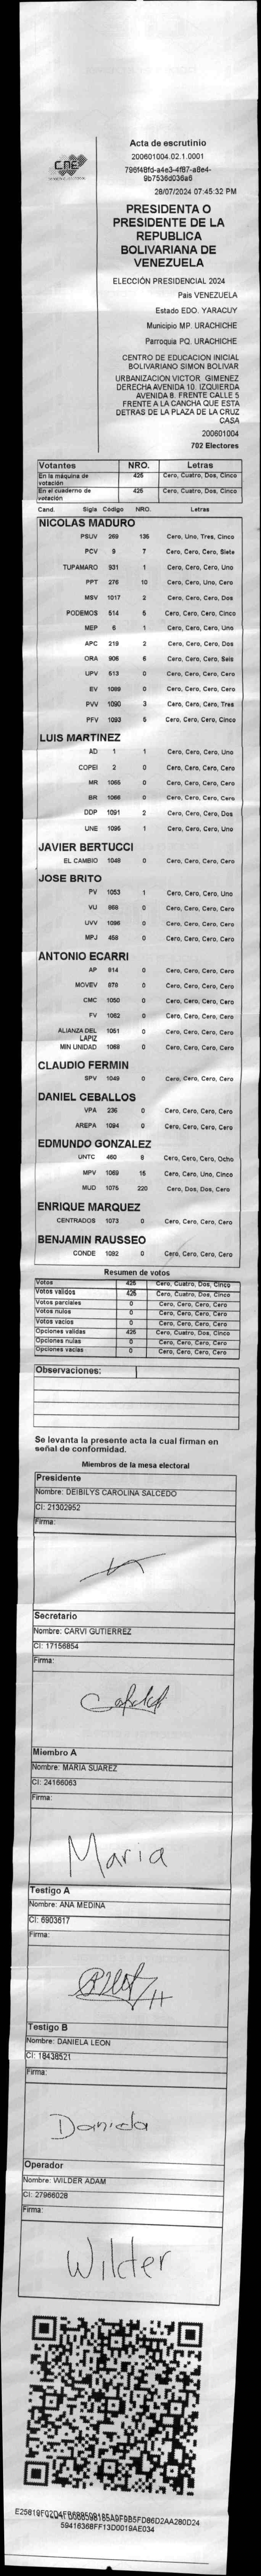 CNE
Acta de escrutinio
200601004.02.1.0001
796f48fd-a4e3-4f87-a8e4-
9b7536d036a6
28/07/2024 07:45:32 PM
PRESIDENTA O
PRESIDENTE DE LA
REPUBLICA
BOLIVARIANA DE
VENEZUELA
ELECCIÓN PRESIDENCIAL 2024
Pais VENEZUELA
Estado EDO. YARACUY
Municipio MP. URACHICHE
Parroquia PQ. URACHICHE
CENTRO DE EDUCACION INICIAL
BOLIVARIANO SIMON BOLIVAR
URBANIZACION VICTOR GIMENEZ
DERECHA AVENIDA 10. IZQUIERDA
AVENIDA 8. FRENTE CALLE 5
FRENTE A LA CANCHA QUE ESTA
DETRAS DE LA PLAZA DE LA CRUZ
CASA
200601004
702 Electores
Votantes NRO. Letras
En la máquina de votación 425 Cero, Cuatro, Dos, Cinco
En el cuaderno de votación 425 Cero, Cuatro, Dos, Cinco
Cand. Sigla Codigo NRO. Letras
NICOLAS MADURO
PSUV 269 135 Cero, Uno, Tres, Cinco
PCV 9 7 Cero, Cero, Cero, Siete
TUPAMARO 931 1 Cero, Cero, Cero, Uno
PPT 276 10 Cero, Cero, Uno, Cero
MSV 1017 2 Cero, Cero, Cero, Dos
PODEMOS 514 5 Cero, Cero, Cero, Cinco
MEP 6 1 Cero, Cero, Cero, Uno
APC 219 2 Cero, Cero, Cero, Dos
ORA 906 6 Cero, Cero, Cero, Seis
UPV 513 0 Cero, Cero, Cero, Cero
EV 1089 0 Cero, Cero, Cero, Cero
PVV 1090 3 Cero, Cero, Cero, Tres
PFV 1093 5 Cero, Cero, Cero, Cinco
LUIS MARTINEZ
AD 1 1 Cero, Cero, Cero, Uno
COPEI 2 0 Cero, Cero, Cero, Cero
MR 1065 0 Cero, Cero, Cero, Cero
BR 1066 0 Cero, Cero, Cero, Cero
DDP 1091 2 Cero, Cero, Cero, Dos
UNE 1095 1 Cero, Cero, Cero, Uno
JAVIER BERTUCCI
EL CAMBIO 1048 0 Cero, Cero, Cero, Cero
JOSE BRITO
PV 1053 1 Cero, Cero, Cero, Uno
VU 868 0 Cero, Cero, Cero, Cero
UVV 1096 0 Cero, Cero, Cero, Cero
MPJ 458 0 Cero, Cero, Cero, Cero
ANTONIO ECARRI
AP 814 0 Cero, Cero, Cero, Cero
MOVEV 879 0 Cero, Cero, Cero, Cero
CMC 1050 0 Cero, Cero, Cero, Cero
FV 1082 0 Cero, Cero, Cero, Cero
ALIANZA DEL LAPIZ 1051 0 Cero, Cero, Cero, Cero
MIN UNIDAD 1068 0 Cero, Cero, Cero, Cero
CLAUDIO FERMIN
SPV 1049 0 Cero, Cero, Cero, Cero
DANIEL CEBALLOS
VPA 236 0 Cero, Cero, Cero, Cero
AREPA 1094 0 Cero, Cero, Cero, Cero
EDMUNDO GONZALEZ
UNTC 460 8 Cero, Cero, Cero, Ocho
MPV 1069 15 Cero, Cero, Uno, Cinco
MUD 1075 220 Cero, Dos, Dos, Cero
ENRIQUE MARQUEZ
CENTRADOS 1073 0 Cero, Cero, Cero, Cero
BENJAMIN RAUSSEO
CONDE 1092 0 Cero, Cero, Cero, Cero
Resumen de votos
Votos 425 Cero, Cuatro, Dos, Cinco
Votos validos 425 Cero, Cuatro, Dos, Cinco
Votos parciales 0 Cero, Cero, Cero, Cero
Votos nulos 0 Cero, Cero, Cero, Cero
Votos vacios 0 Cero, Cero, Cero, Cero
Opciones validas 425 Cero, Cuatro, Dos, Cinco
Opciones nulas 0 Cero, Cero, Cero, Cero
Opciones vacias 0 Cero, Cero, Cero, Cero
Observaciones:
Se levanta la presente acta la cual firman en
señal de conformidad.
Miembros de la mesa electoral
Presidente
Nombre: DEIBILYS CAROLINA SALCEDO
CI: 21302952
Firma:
Secretario
Nombre: CARVI GUTIERREZ
CI: 17156854
Firma:
Miembro A
Nombre: MARIA SUAREZ
CI: 24166063
Firma:
Maria
Testigo A
Nombre: ANA MEDINA
CI: 6903617
Firma:
Testigo B
Nombre: DANIELA LEON
CI: 18438521
Firma:
Daniela
Operador
Nombre: WILDER ADAM
CI: 27966028
Firma:
Wilder
59416368FF13D0019AE034